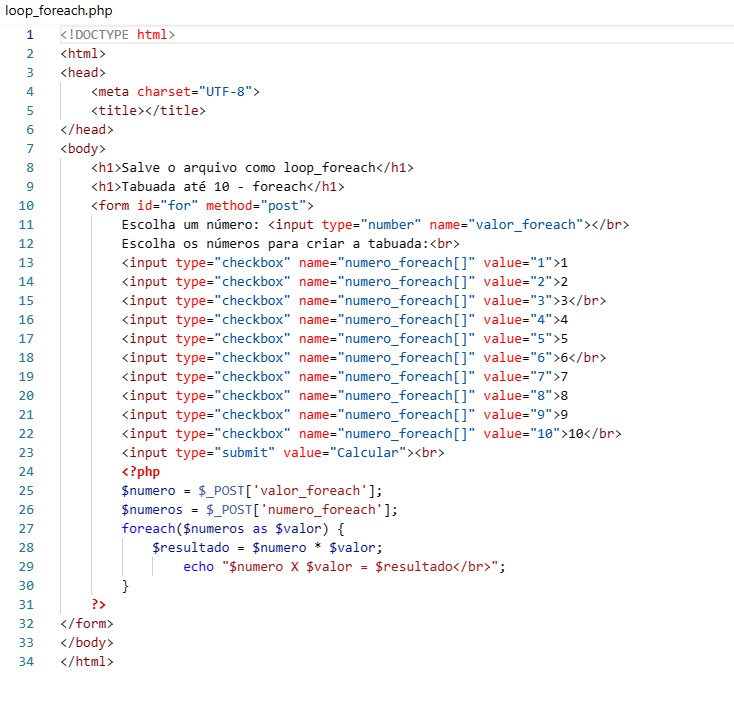 loop_foreach.php
1 <!DOCTYPE html>
2 <html>
3 <head>
4     <meta charset="UTF-8">
5     <title></title>
6 </head>
7 <body>
8     <h1>Salve o arquivo como loop_foreach</h1>
9     <h1>Tabuada até 10 - foreach</h1>
10     <form id="for" method="post">
11         Escolha um número: <input type="number" name="valor_foreach"></br>
12         Escolha os números para criar a tabuada:<br>
13         <input type="checkbox" name="numero_foreach[]" value="1">1
14         <input type="checkbox" name="numero_foreach[]" value="2">2
15         <input type="checkbox" name="numero_foreach[]" value="3">3</br>
16         <input type="checkbox" name="numero_foreach[]" value="4">4
17         <input type="checkbox" name="numero_foreach[]" value="5">5
18         <input type="checkbox" name="numero_foreach[]" value="6">6</br>
19         <input type="checkbox" name="numero_foreach[]" value="7">7
20         <input type="checkbox" name="numero_foreach[]" value="8">8
21         <input type="checkbox" name="numero_foreach[]" value="9">9
22         <input type="checkbox" name="numero_foreach[]" value="10">10</br>
23         <input type="submit" value="Calcular"><br>
24         <?php
25         $numero = $_POST['valor_foreach'];
26         $numeros = $_POST['numero_foreach'];
27         foreach($numeros as $valor) {
28             $resultado = $numero * $valor;
29                 echo "$numero X $valor = $resultado</br>";
30         }
31     ?>
32 </form>
33 </body>
34 </html>